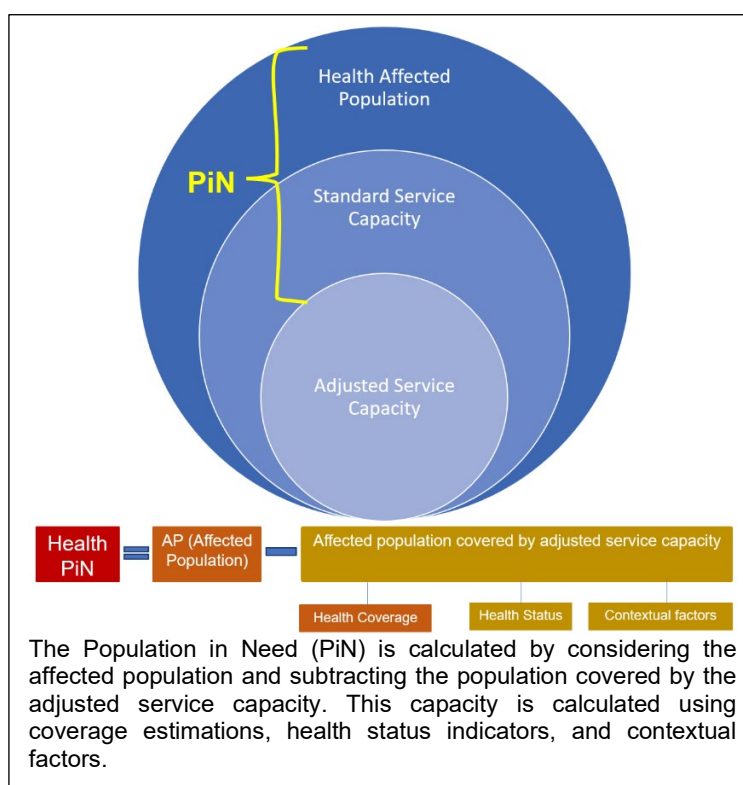 Health Affected
Population
PiN
Standard Service
Capacity
Adjusted Service
Capacity
Health
PiN
AP (Affected
Population)
Affected population covered by adjusted service capacity
Health Coverage
Health Status
Contextual factors
The Population in Need (PiN) is calculated by considering the
affected population and subtracting the population covered by the
adjusted service capacity. This capacity is calculated using
coverage estimations, health status indicators, and contextual
factors.